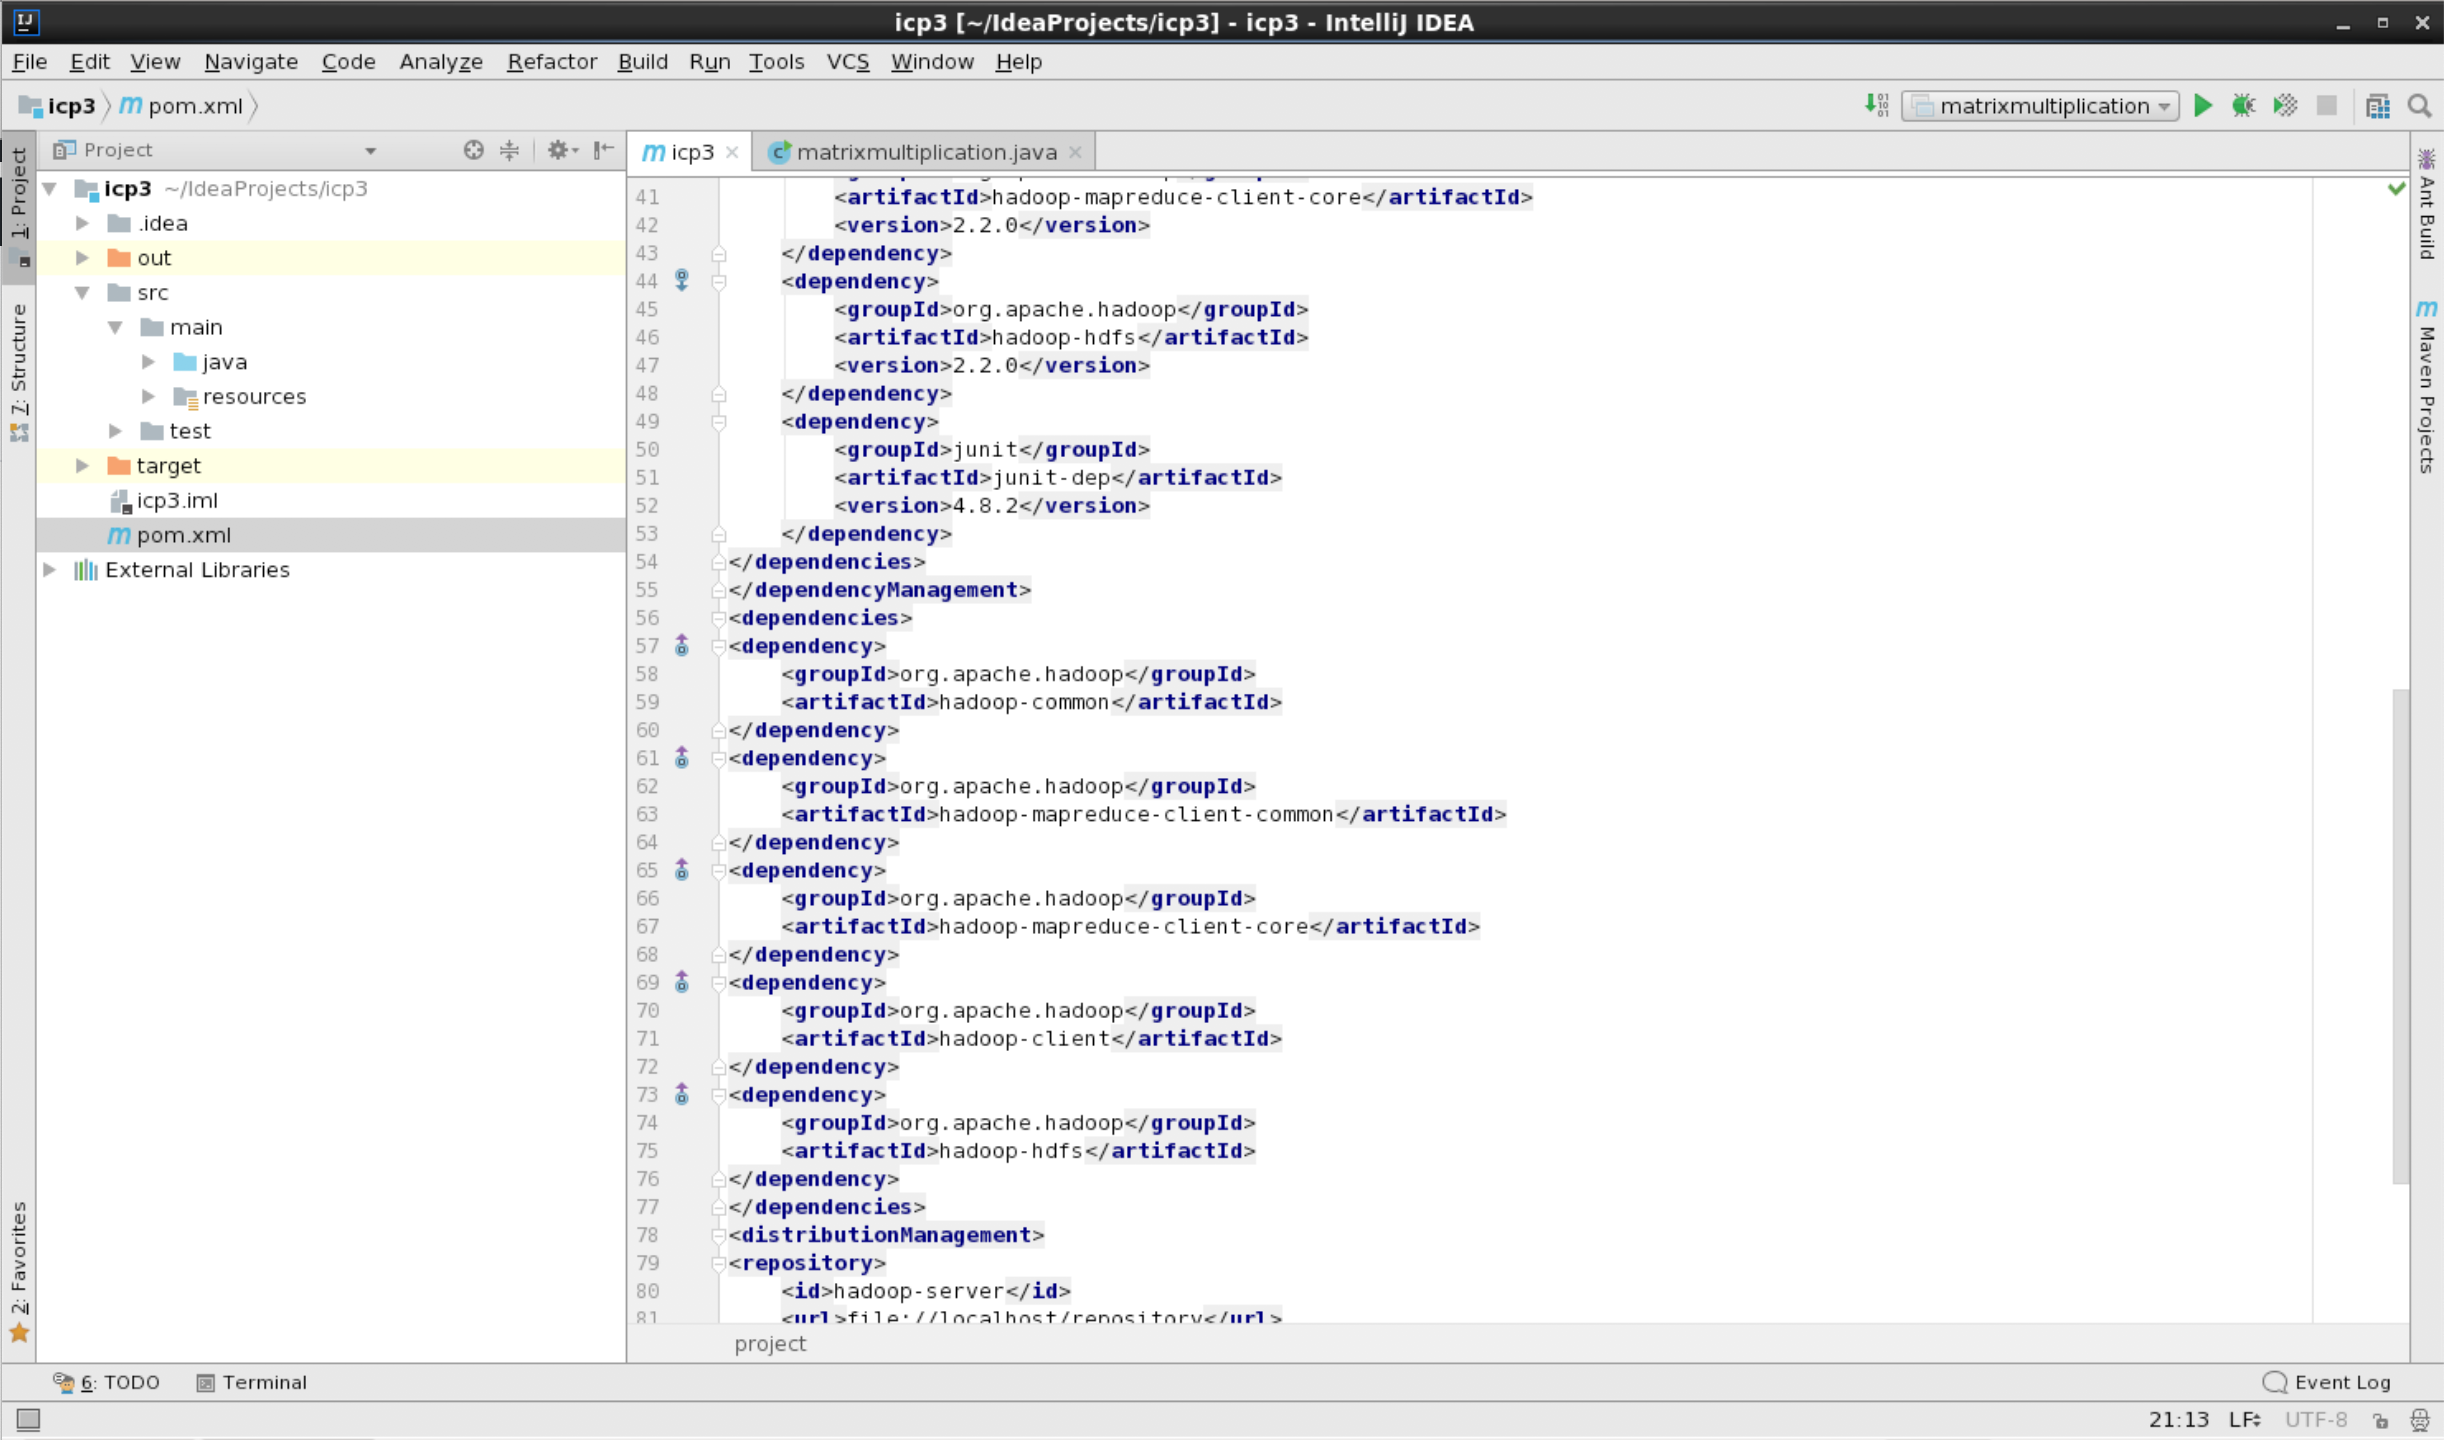 icp3 [~/IdeaProjects/icp3] - icp3 - IntelliJ IDEA
File Edit View Navigate Code Analyze Refactor Build Run Tools VCS Window Help
icp3 m pom.xml
matrixmultiplication
1: Project
7: Structure
2: Favorites
Project
icp3 ~/IdeaProjects/icp3
.idea
out
src
main
java
resources
test
target
icp3.iml
m pom.xml
External Libraries
m icp3
matrixmultiplication.java
41 <artifactId>hadoop-mapreduce-client-core</artifactId>
42 <version>2.2.0</version>
43 </dependency>
44 <dependency>
45 <groupId>org.apache.hadoop</groupId>
46 <artifactId>hadoop-hdfs</artifactId>
47 <version>2.2.0</version>
48 </dependency>
49 <dependency>
50 <groupId>junit</groupId>
51 <artifactId>junit-dep</artifactId>
52 <version>4.8.2</version>
53 </dependency>
54 </dependencies>
55 </dependencyManagement>
56 <dependencies>
57 <dependency>
58 <groupId>org.apache.hadoop</groupId>
59 <artifactId>hadoop-common</artifactId>
60 </dependency>
61 <dependency>
62 <groupId>org.apache.hadoop</groupId>
63 <artifactId>hadoop-mapreduce-client-common</artifactId>
64 </dependency>
65 <dependency>
66 <groupId>org.apache.hadoop</groupId>
67 <artifactId>hadoop-mapreduce-client-core</artifactId>
68 </dependency>
69 <dependency>
70 <groupId>org.apache.hadoop</groupId>
71 <artifactId>hadoop-client</artifactId>
72 </dependency>
73 <dependency>
74 <groupId>org.apache.hadoop</groupId>
75 <artifactId>hadoop-hdfs</artifactId>
76 </dependency>
77 </dependencies>
78 <distributionManagement>
79 <repository>
80 <id>hadoop-server</id>
81 <url>file://localhost/repository</url>
project
Ant Build
m Maven Projects
6: TODO Terminal
Event Log
21:13 LF UTF-8